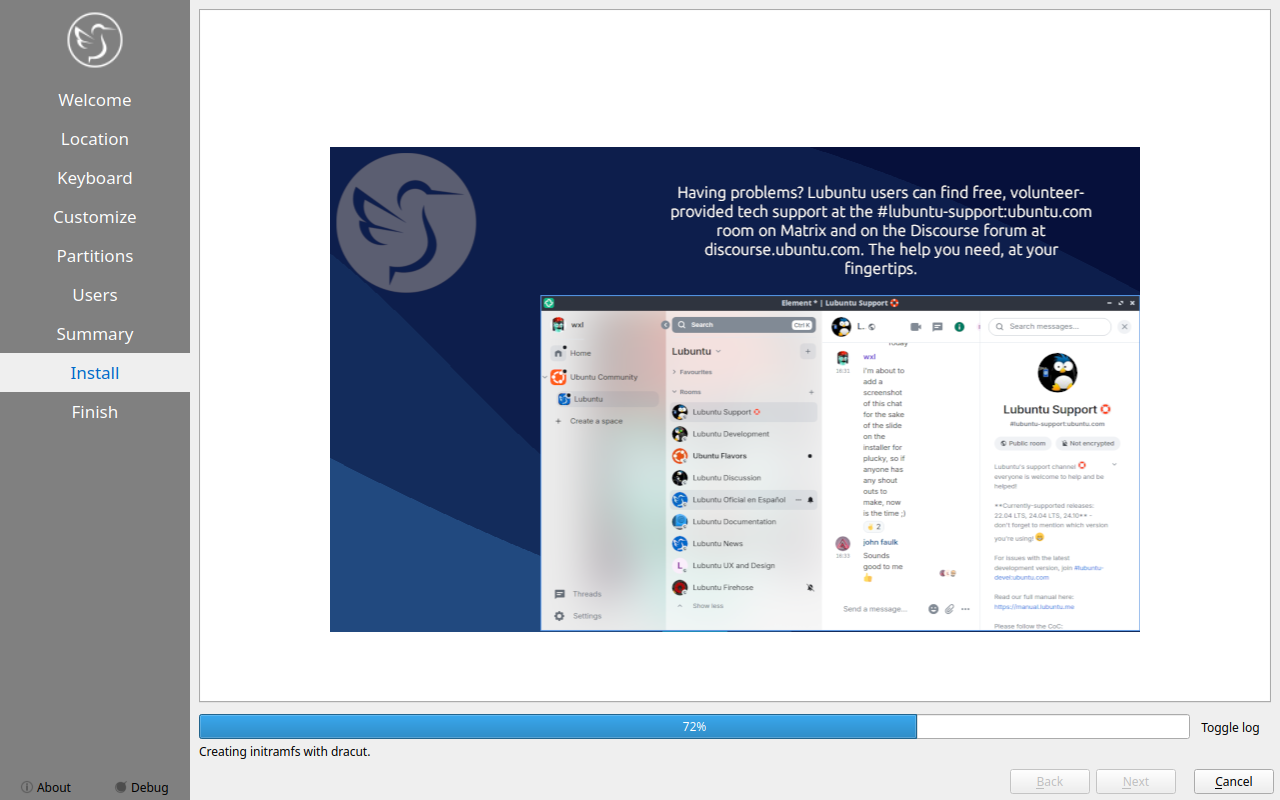 Welcome
Location
Keyboard
Customize
Partitions
Users
Summary
Install
Finish
About
Debug
Having problems? Lubuntu users can find free, volunteer-
provided tech support at the #lubuntu-support:ubuntu.com
room on Matrix and on the Discourse forum at
discourse.ubuntu.com. The help you need, at your
fingertips.
Element * | Lubuntu Support
wxl
Home
Ubuntu Community
Lubuntu
Create a space
Threads
Settings
Search
Ctrl K
Lubuntu
Favourites
Rooms
Lubuntu Support
Lubuntu Development
Ubuntu Flavors
Lubuntu Discussion
Lubuntu Oficial en Español
Lubuntu Documentation
Lubuntu News
L Lubuntu UX and Design
Lubuntu Firehose
Show less
L.
Today
wxl
16:31
I'm about to
add a
screenshot
of this chat
for the sake
of the slide
on the
installer for
plucky, so if
anyone has
any shout
outs to
make, now
is the time ;)
2
john faulk
16:33
Sounds
good to me
Send a message...
Search messages...
Lubuntu Support
#lubuntu-support:ubuntu.com
Public room
Not encrypted
Lubuntu's support channel
everyone is welcome to help and be
helped!
**Currently-supported releases:
22.04 LTS, 24.04 LTS, 24.10** -
don't forget to mention which version
you're using!
For issues with the latest
development version, join #lubuntu-
devel:ubuntu.com
Read our full manual here:
https://manual.lubuntu.me
Please follow the CoC:
72%
Toggle log
Creating initramfs with dracut.
Back
Next
Cancel